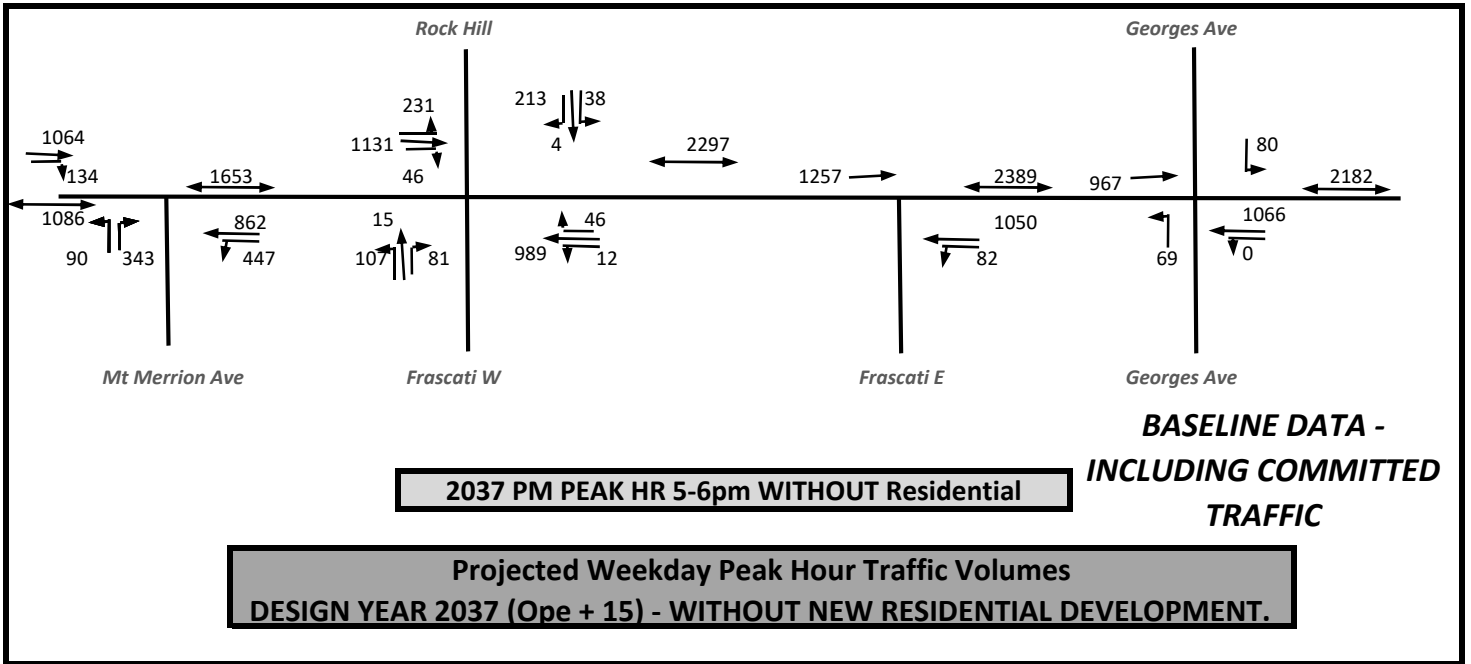 Rock Hill
Georges Ave
231
213
38
80
1064
1131
4
2297
134
1653
46
1257
2389
967
2182
1086
862
15
46
1050
1066
90
343
447
107
81
989
12
82
69
0
Mt Merrion Ave
Frascati W
Frascati E
Georges Ave
BASELINE DATA -
INCLUDING COMMITTED
TRAFFIC
2037 PM PEAK HR 5-6pm WITHOUT Residential
Projected Weekday Peak Hour Traffic Volumes
DESIGN YEAR 2037 (Ope + 15) - WITHOUT NEW RESIDENTIAL DEVELOPMENT.